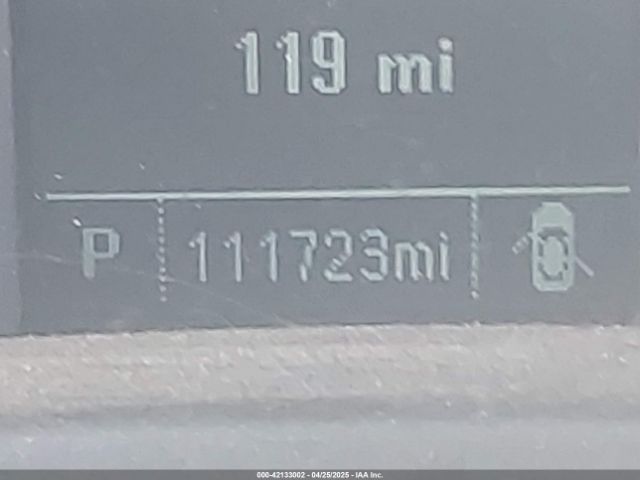 119 mi
P 111723mi
000-42133002 - 04/25/2025 - IAA Inc.